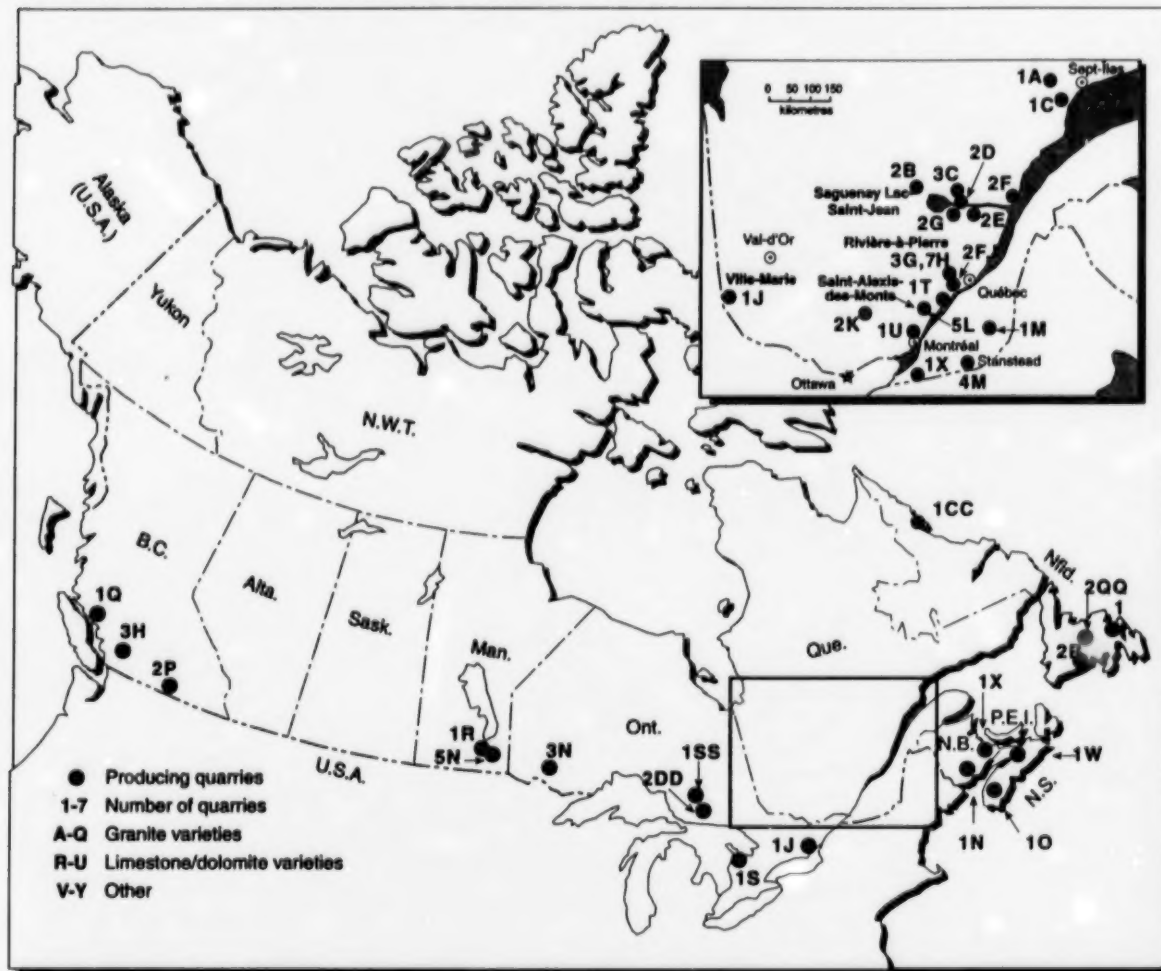 Alaska
(U.S.A.)
Yukon
N.W.T.
B.C.
Alta.
Sask.
Man.
Ont.
Que.
Nfld.
P.E.I.
N.B.
N.S.
U.S.A.
1Q
3H
2P
1R
5N
3N
1SS
2DD
1S
1J
1CC
2QQ
1
1X
1W
1N
1O
0 50 100 150
kilometres
1A
Sept-Îles
1C
2D
2B
3C
2F
Saguenay Lac
Saint-Jean
2G
2E
Rivière-à-Pierre
3G,7H
2F
Val-d'Or
Ville-Marie
1J
Saint-Alexis-
des-Monts
1T
Québec
2K
1U
5L
1M
Montréal
1X
Stanstead
4M
Ottawa
Producing quarries
1-7 Number of quarries
A-Q Granite varieties
R-U Limestone/dolomite varieties
V-Y Other